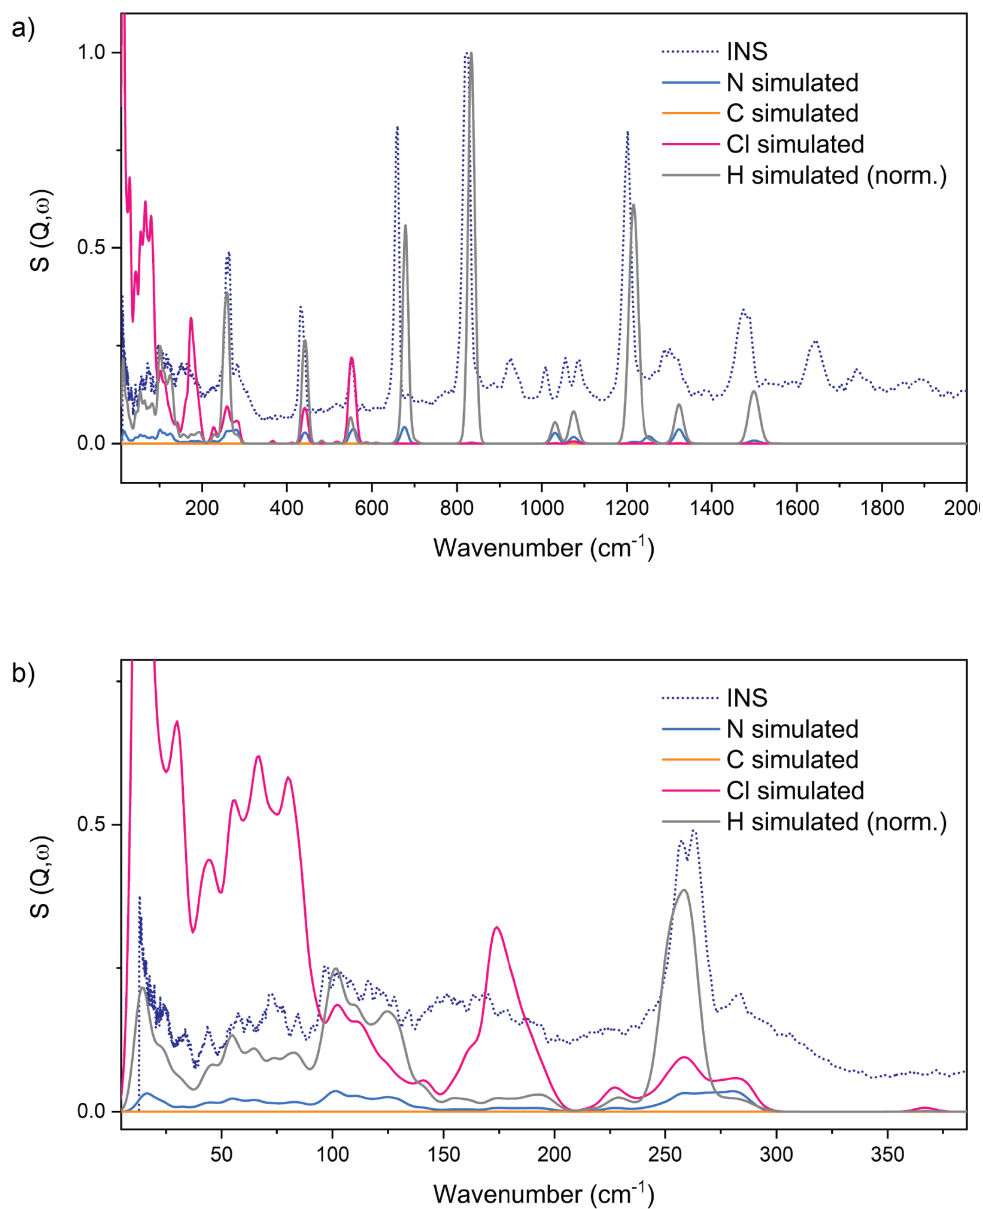 a)
S (Q,ω)
1.0
0.5
0.0
INS
N simulated
C simulated
Cl simulated
H simulated (norm.)
200 400 600 800 1000 1200 1400 1600 1800 200
Wavenumber (cm-1)
b)
S (Q,ω)
0.5
0.0
INS
N simulated
C simulated
Cl simulated
H simulated (norm.)
50 100 150 200 250 300 350
Wavenumber (cm-1)